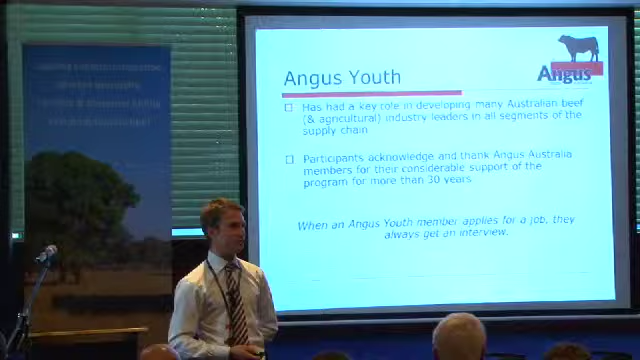 Angus Youth
Angus
Has had a key role in developing many Australian beef
(& agricultural) industry leaders in all segments of the
supply chain
Participants acknowledge and thank Angus Australia
members for their considerable support of the
program for more than 30 years
When an Angus Youth member applies for a job, they
always get an interview.